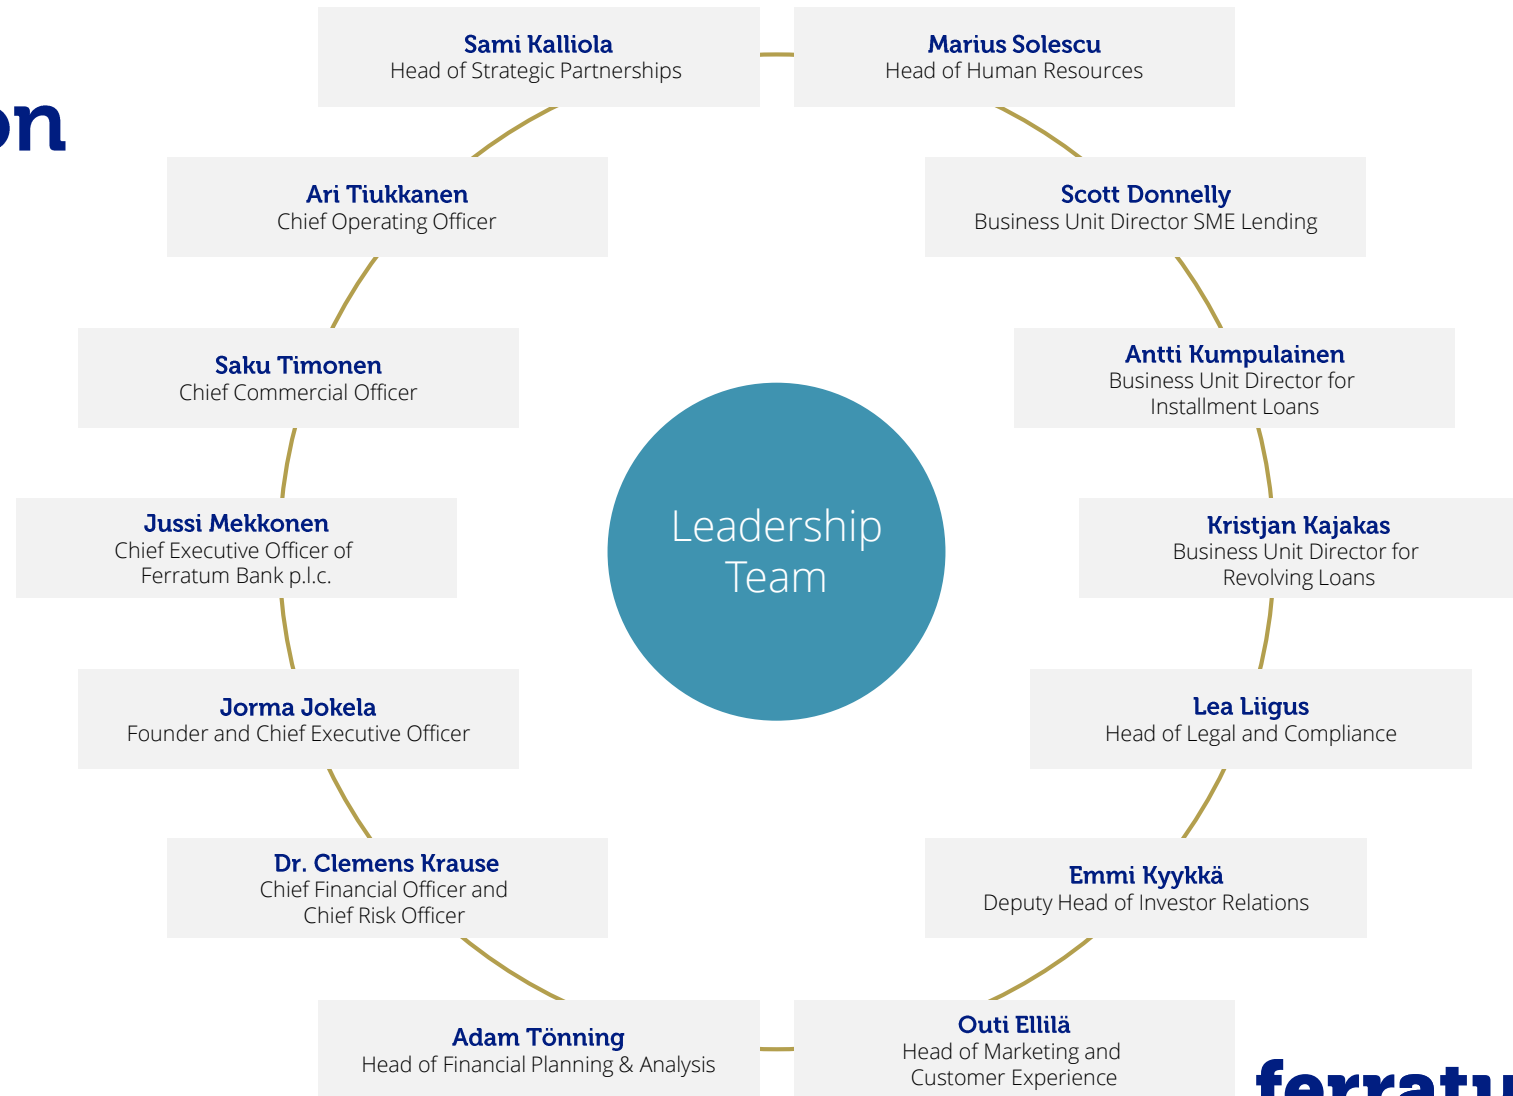 on
Sami Kalliola
Head of Strategic Partnerships
Marius Solescu
Head of Human Resources
Ari Tiukkanen
Chief Operating Officer
Scott Donnelly
Business Unit Director SME Lending
Saku Timonen
Chief Commercial Officer
Antti Kumpulainen
Business Unit Director for
Installment Loans
Jussi Mekkonen
Chief Executive Officer of
Ferratum Bank p.l.c.
Leadership
Team
Kristjan Kajakas
Business Unit Director for
Revolving Loans
Jorma Jokela
Founder and Chief Executive Officer
Lea Liigus
Head of Legal and Compliance
Dr. Clemens Krause
Chief Financial Officer and
Chief Risk Officer
Emmi Kyykkä
Deputy Head of Investor Relations
Adam Tönning
Head of Financial Planning & Analysis
Outi Ellilä
Head of Marketing and
Customer Experience
ferratu